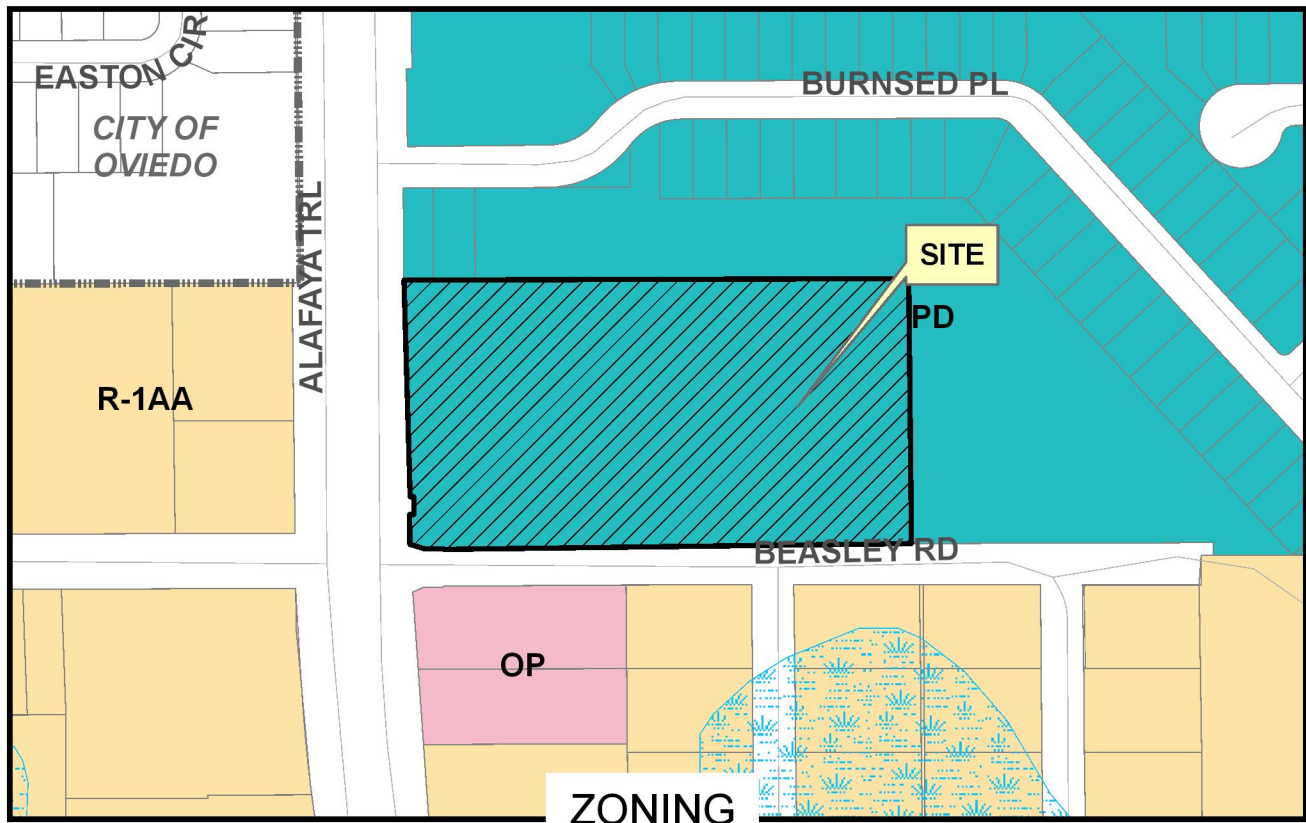 EASTON CIR
BURNSED PL
CITY OF
OVIEDO
ALAFAYA TRL
SITE
PD
R-1AA
BEASLEY RD
OP
ZONING